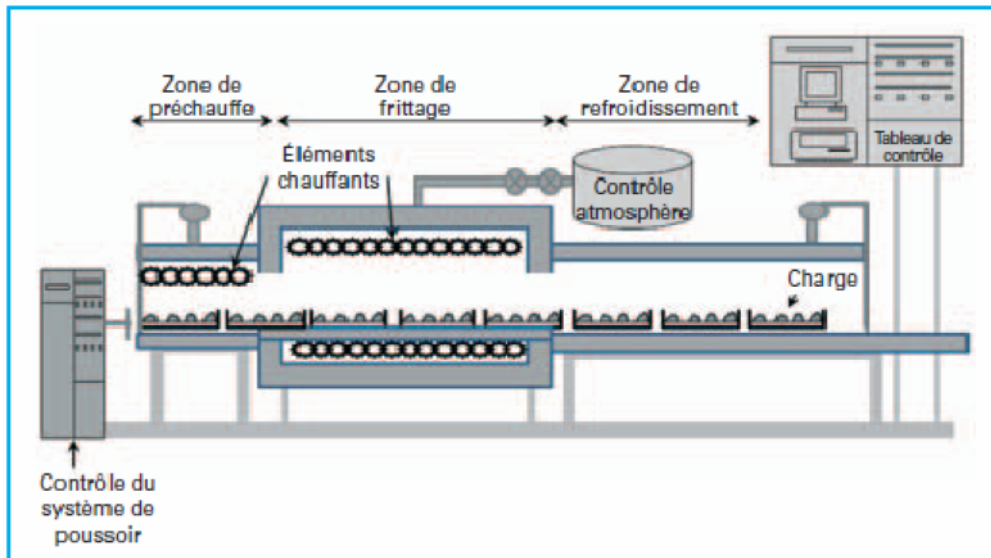 Zone de
préchauffe
Zone de
frittage
Zone de
refroidissement
Tableau de
contrôle
Éléments
chauffants
Contrôle
atmosphère
Charge
Contrôle du
système de
poussoir